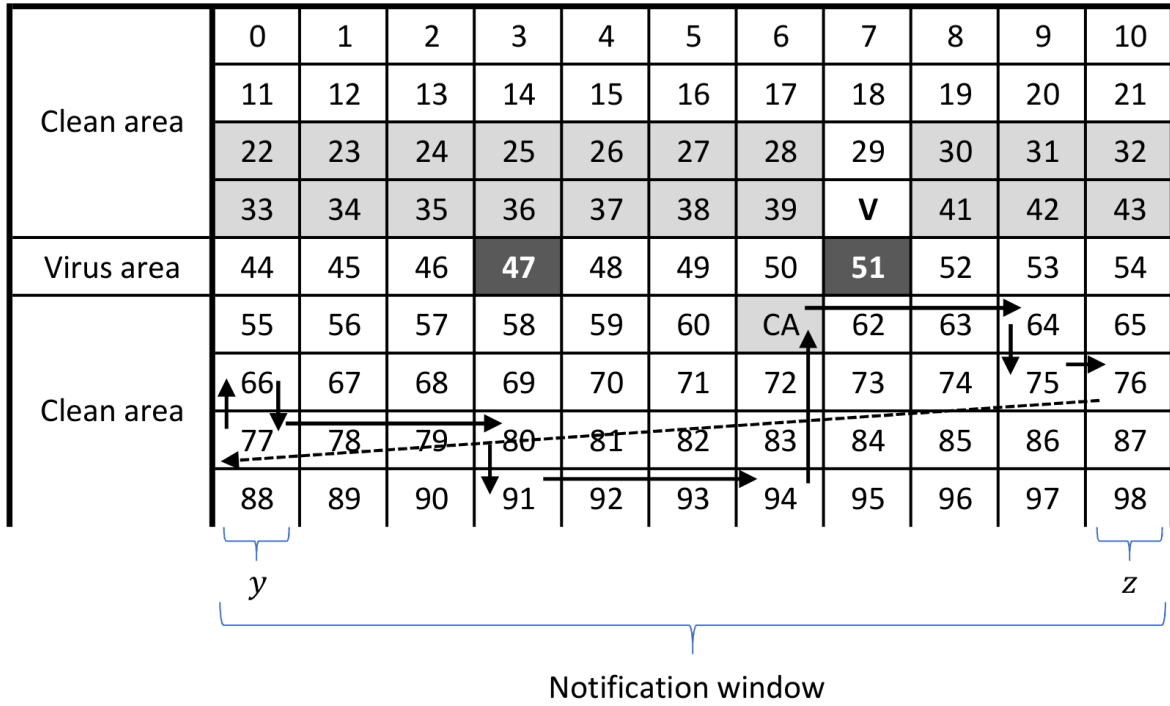 0 1 2 3 4 5 6 7 8 9 10
Clean area
11 12 13 14 15 16 17 18 19 20 21
22 23 24 25 26 27 28 29 30 31 32
33 34 35 36 37 38 39 V 41 42 43
Virus area 44 45 46 47 48 49 50 51 52 53 54
55 56 57 58 59 60 CA 62 63 64 65
Clean area
66 67 68 69 70 71 72 73 74 75 76
77 78 79 80 81 82 83 84 85 86 87
88 89 90 91 92 93 94 95 96 97 98
y z
Notification window